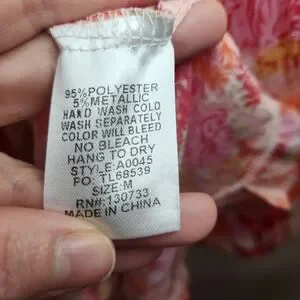 95%POLYESTER
5%METALLIC
HAND WASH COLD
WASH SEPARATELY
COLOR WILL BLEED
NO BLEACH
HANG TO DRY
STYLE:A0045
PO: TL68539
SIZE:M
RN#:130733
MADE IN CHINA